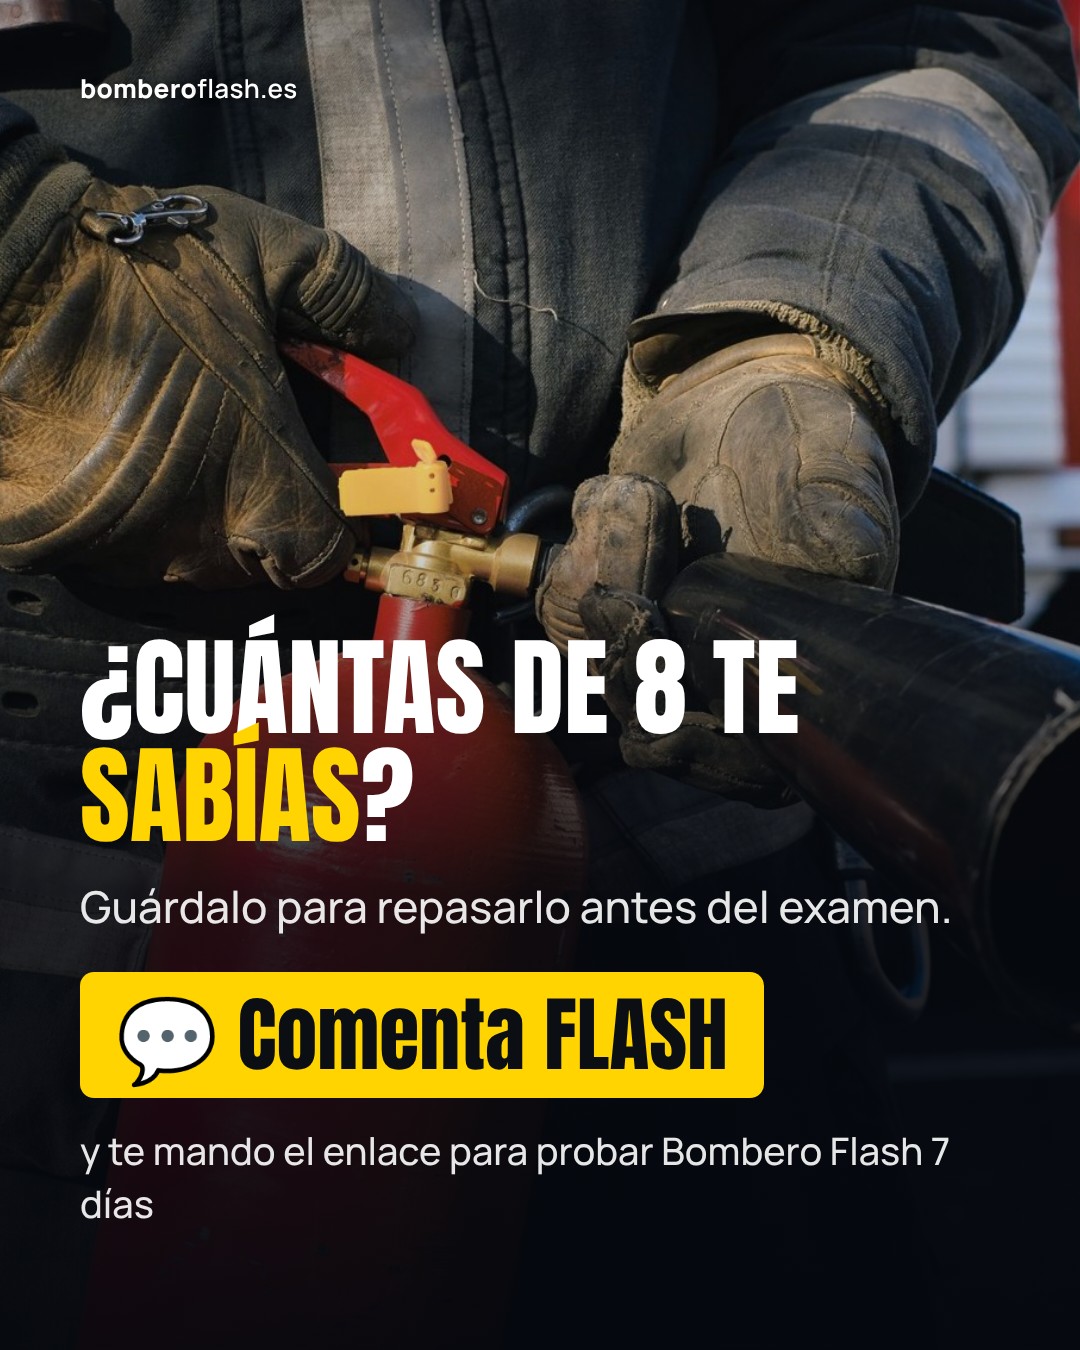 bomberoflash.es
6830
¿CUÁNTAS DE 8 TE
SABÍAS?
Guárdalo para repasarlo antes del examen.
💬 Comenta FLASH
y te mando el enlace para probar Bombero Flash 7
días